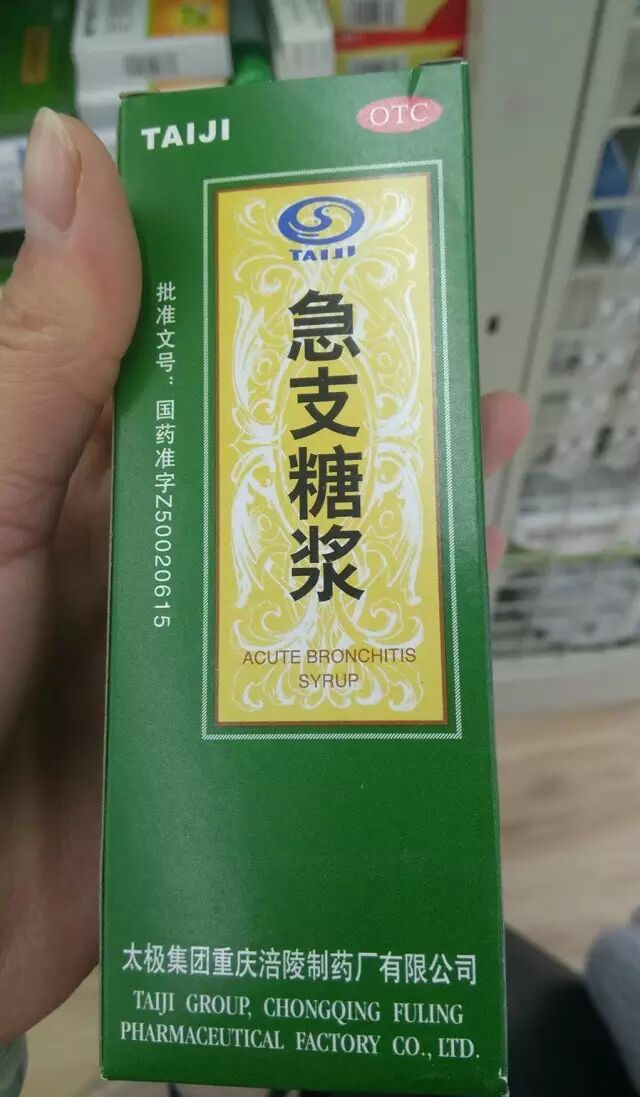 TAIJI
OTC
TAIJI
急支糖浆
ACUTE BRONCHITIS
SYRUP
批准文号：国药准字Z50020615
太极集团重庆涪陵制药厂有限公司
TAIJI GROUP, CHONGQING FULING
PHARMACEUTICAL FACTORY CO., LTD.